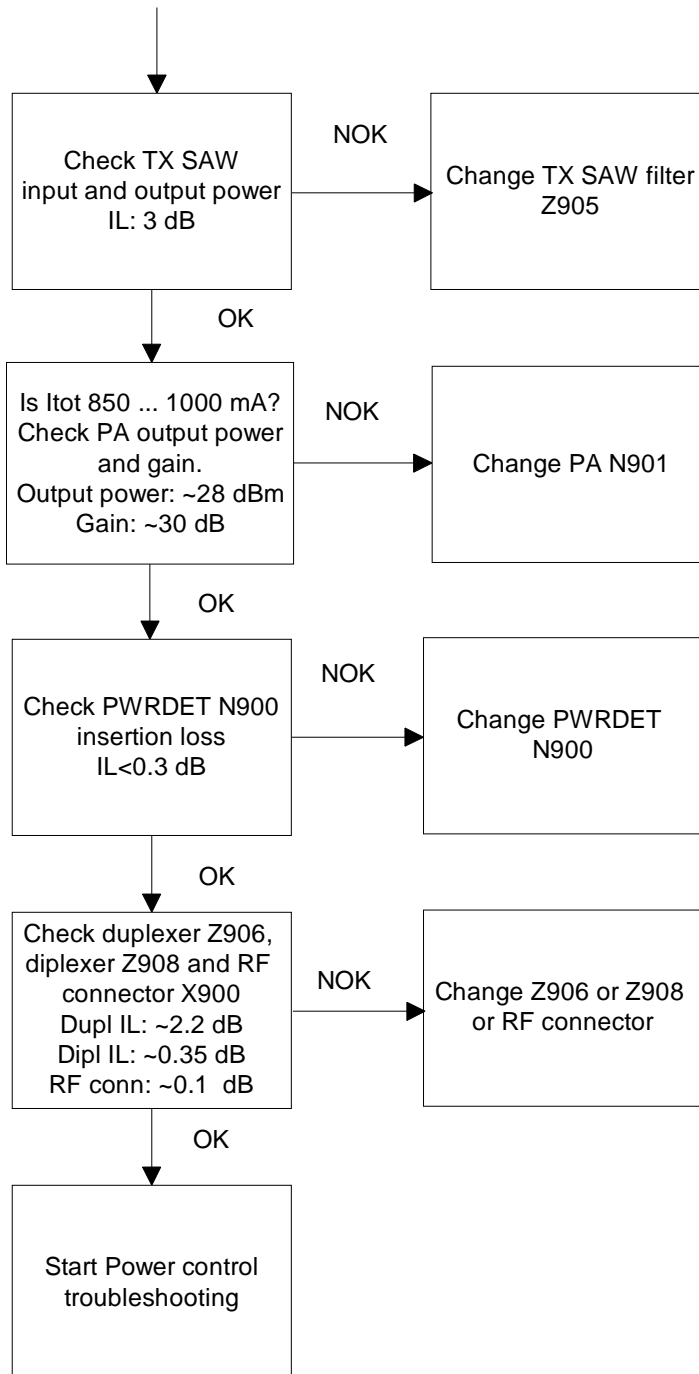 Check TX SAW
input and output power
IL: 3 dB
NOK
Change TX SAW filter
Z905
OK
Is Itot 850 ... 1000 mA?
Check PA output power
and gain.
Output power: ~28 dBm
Gain: ~30 dB
NOK
Change PA N901
OK
Check PWRDET N900
insertion loss
IL<0.3 dB
NOK
Change PWRDET
N900
OK
Check duplexer Z906,
diplexer Z908 and RF
connector X900
Dupl IL: ~2.2 dB
Dipl IL: ~0.35 dB
RF conn: ~0.1 dB
NOK
Change Z906 or Z908
or RF connector
OK
Start Power control
troubleshooting